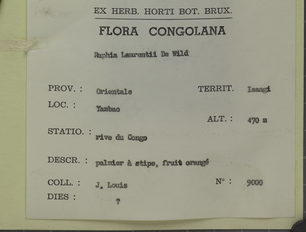 EX HERB. HORTI BOT. BRUX.
FLORA CONGOLANA
Raphia Laurentii De Wild
PROV. : Orientale TERRIT. Isangi
LOC. : Yambao
ALT. : 470 m
STATIO. : rive du Congo
DESCR. : palmier à stipe, fruit orangé
COLL. : J. Louis N° : 9000
DIES : ?